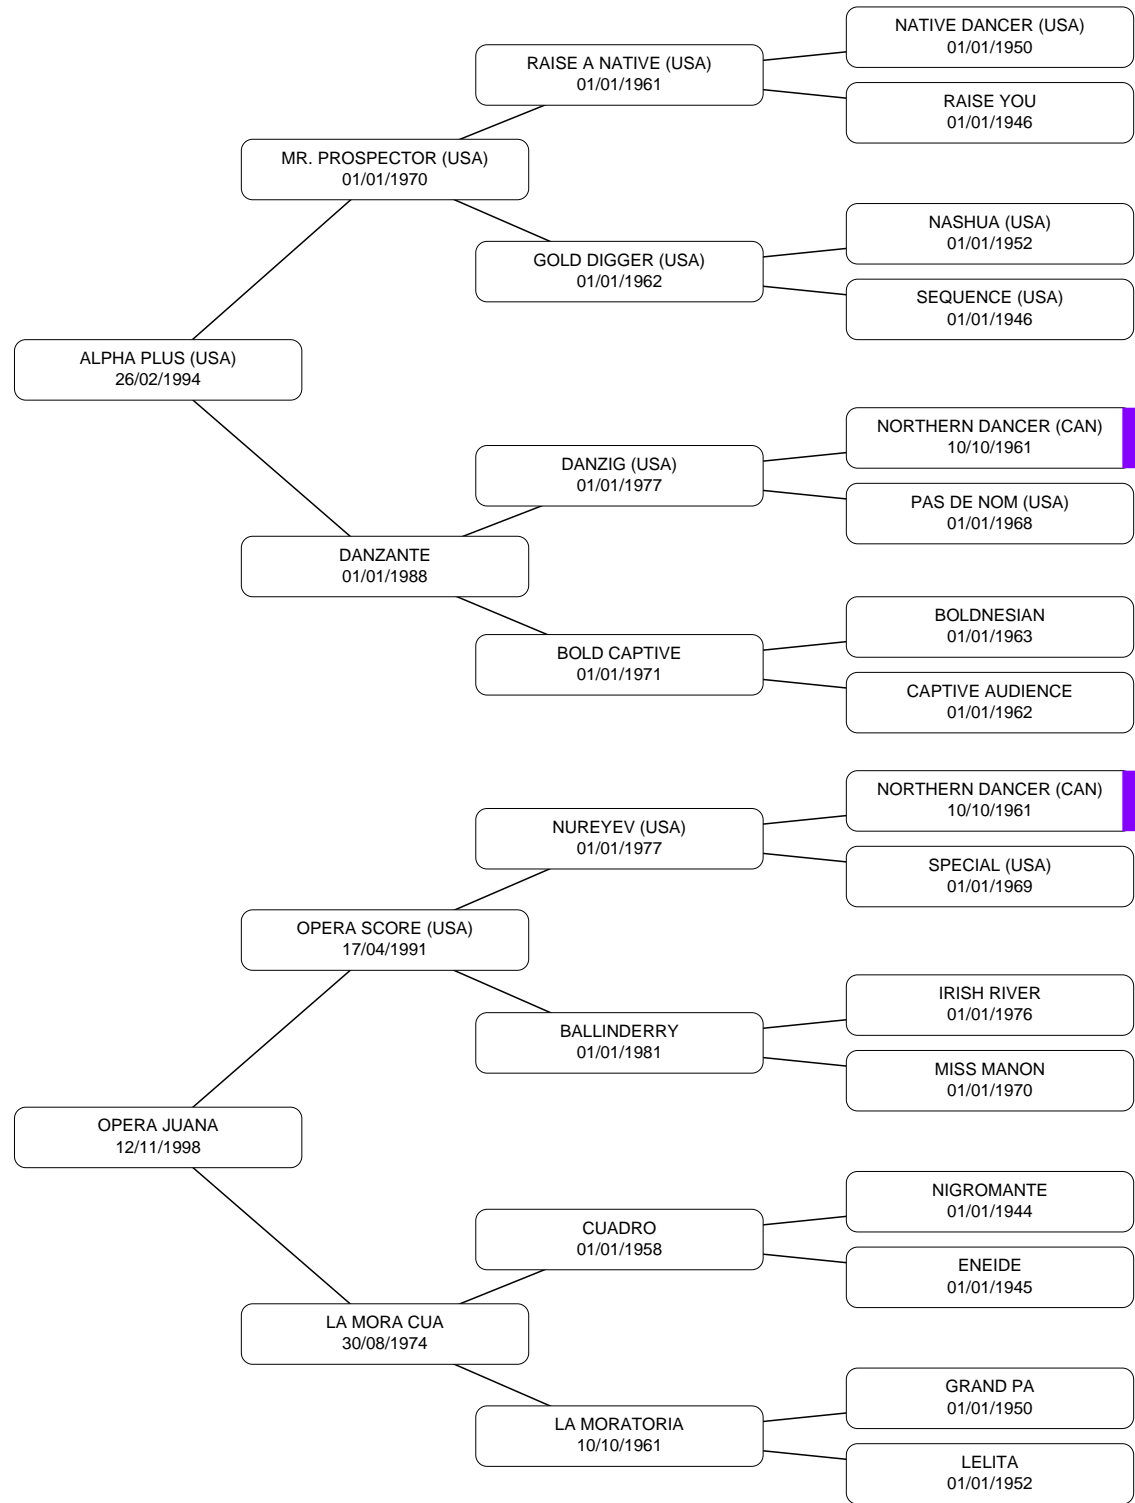 NATIVE DANCER (USA)
01/01/1950
RAISE A NATIVE (USA)
01/01/1961
RAISE YOU
01/01/1946
MR. PROSPECTOR (USA)
01/01/1970
NASHUA (USA)
01/01/1952
GOLD DIGGER (USA)
01/01/1962
SEQUENCE (USA)
01/01/1946
ALPHA PLUS (USA)
26/02/1994
NORTHERN DANCER (CAN)
10/10/1961
DANZIG (USA)
01/01/1977
PAS DE NOM (USA)
01/01/1968
DANZANTE
01/01/1988
BOLDNESIAN
01/01/1963
BOLD CAPTIVE
01/01/1971
CAPTIVE AUDIENCE
01/01/1962
NORTHERN DANCER (CAN)
10/10/1961
NUREYEV (USA)
01/01/1977
SPECIAL (USA)
01/01/1969
OPERA SCORE (USA)
17/04/1991
IRISH RIVER
01/01/1976
BALLINDERRY
01/01/1981
MISS MANON
01/01/1970
OPERA JUANA
12/11/1998
NIGROMANTE
01/01/1944
CUADRO
01/01/1958
ENEIDE
01/01/1945
LA MORA CUA
30/08/1974
GRAND PA
01/01/1950
LA MORATORIA
10/10/1961
LELITA
01/01/1952